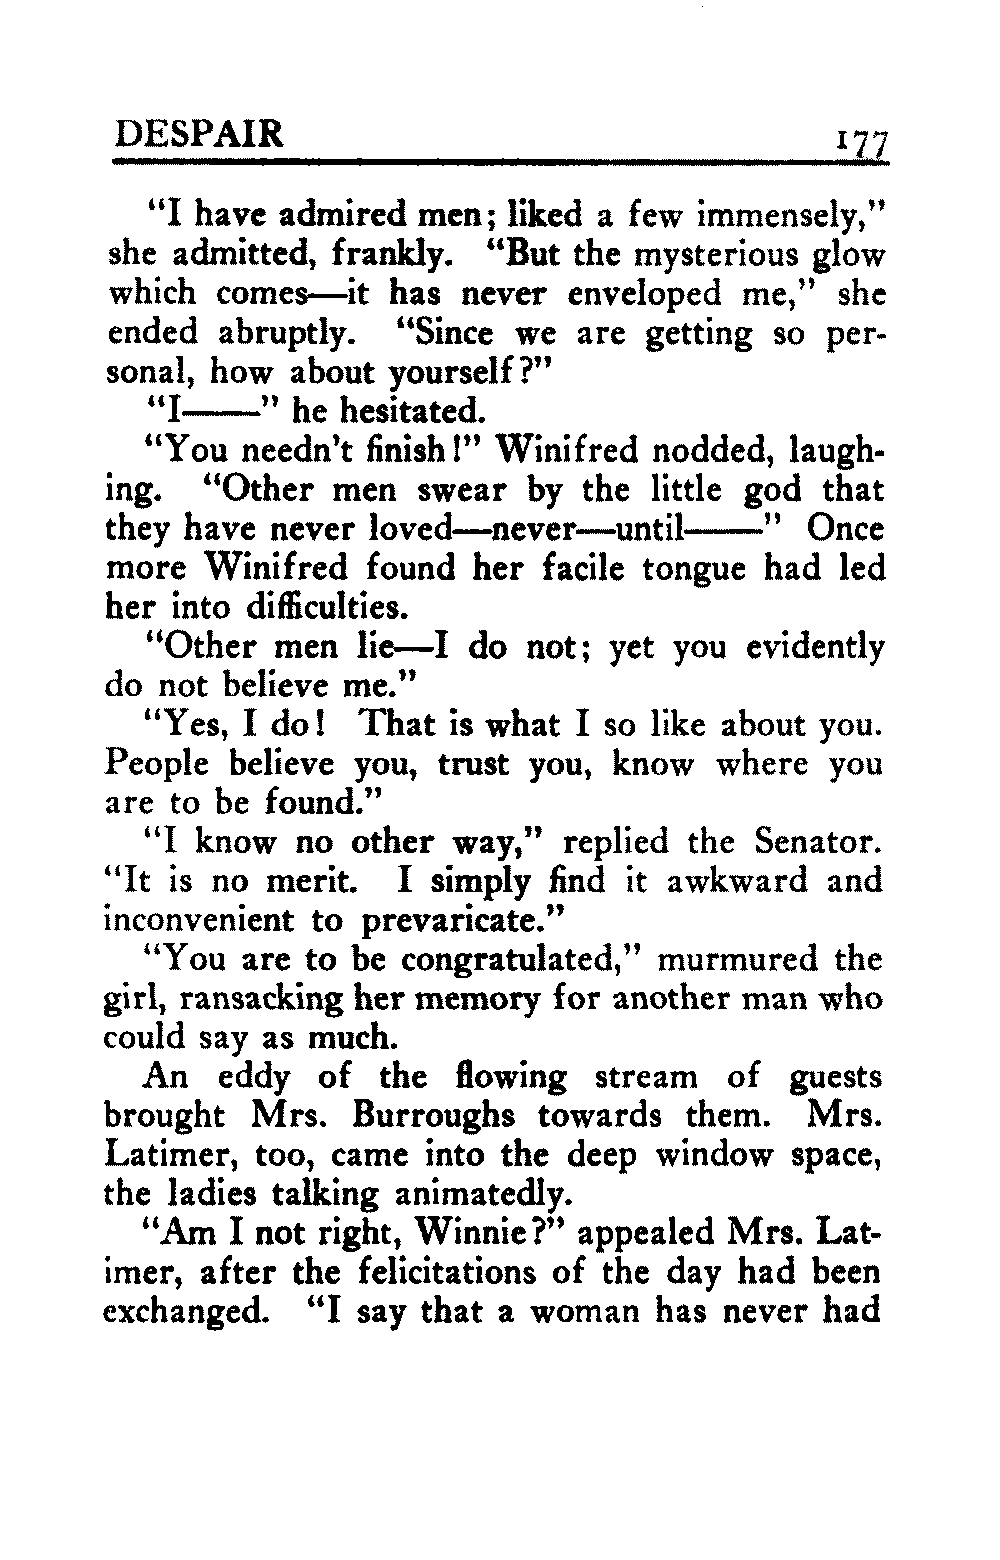 DESPAIR 177
"I have admired men; liked a few immensely,"
she admitted, frankly. "But the mysterious glow
which comes—it has never enveloped me," she
ended abruptly. "Since we are getting so per-
sonal, how about yourself?"
"I——" he hesitated.
"You needn't finish!" Winifred nodded, laugh-
ing. "Other men swear by the little god that
they have never loved—never—until——" Once
more Winifred found her facile tongue had led
her into difficulties.
"Other men lie—I do not; yet you evidently
do not believe me."
"Yes, I do! That is what I so like about you.
People believe you, trust you, know where you
are to be found."
"I know no other way," replied the Senator.
"It is no merit. I simply find it awkward and
inconvenient to prevaricate."
"You are to be congratulated," murmured the
girl, ransacking her memory for another man who
could say as much.
An eddy of the flowing stream of guests
brought Mrs. Burroughs towards them. Mrs.
Latimer, too, came into the deep window space,
the ladies talking animatedly.
"Am I not right, Winnie?" appealed Mrs. Lat-
imer, after the felicitations of the day had been
exchanged. "I say that a woman has never had